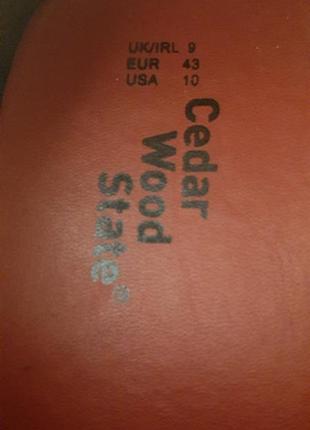 UK/IRL 9
EUR 43
USA 10
Cedar
Wood
State®